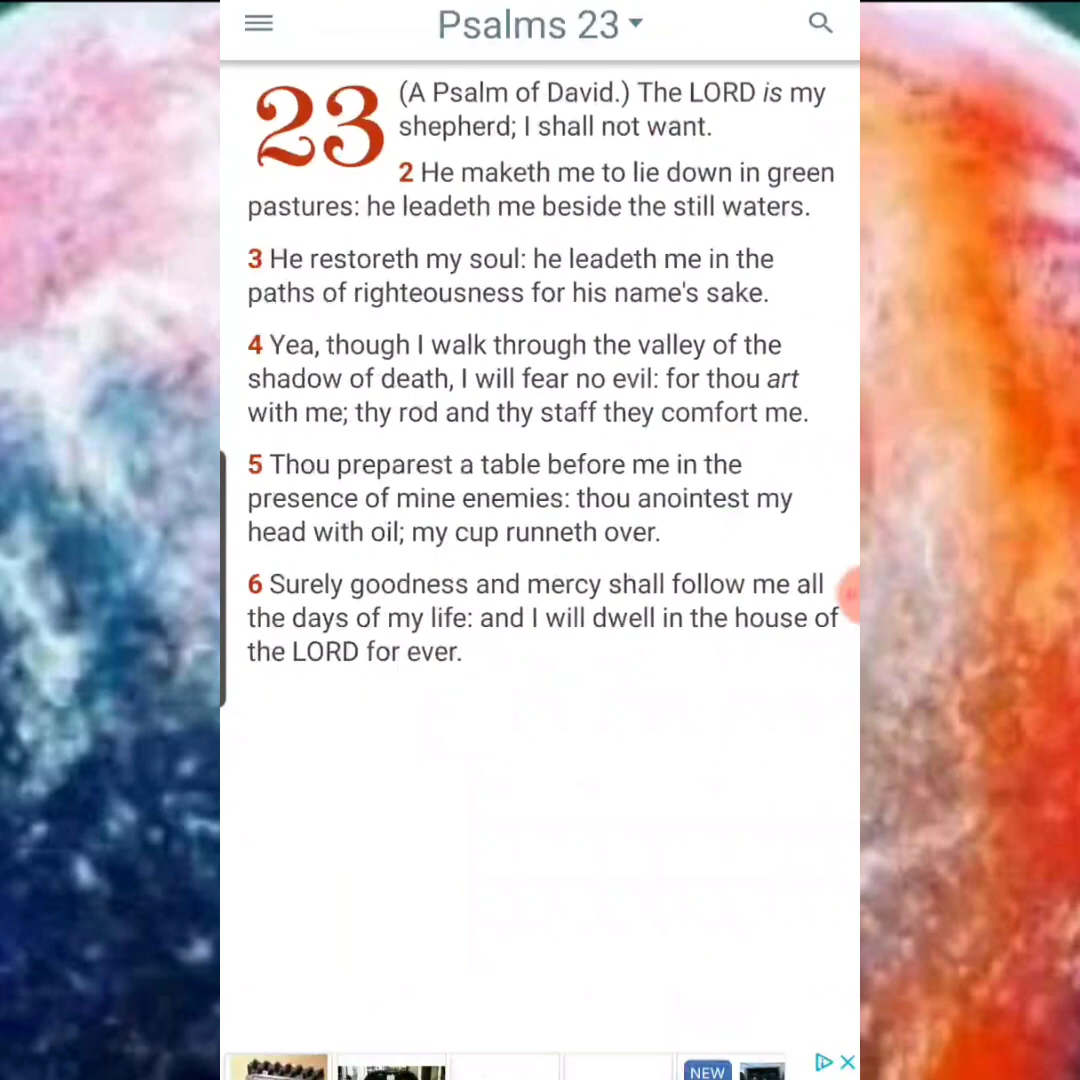 Psalms 23
23
(A Psalm of David.) The LORD is my
shepherd; I shall not want.
2 He maketh me to lie down in green
pastures: he leadeth me beside the still waters.
3 He restoreth my soul: he leadeth me in the
paths of righteousness for his name's sake.
4 Yea, though I walk through the valley of the
shadow of death, I will fear no evil: for thou art
with me; thy rod and thy staff they comfort me.
5 Thou preparest a table before me in the
presence of mine enemies: thou anointest my
head with oil; my cup runneth over.
6 Surely goodness and mercy shall follow me all
the days of my life: and I will dwell in the house of
the LORD for ever.
NEW